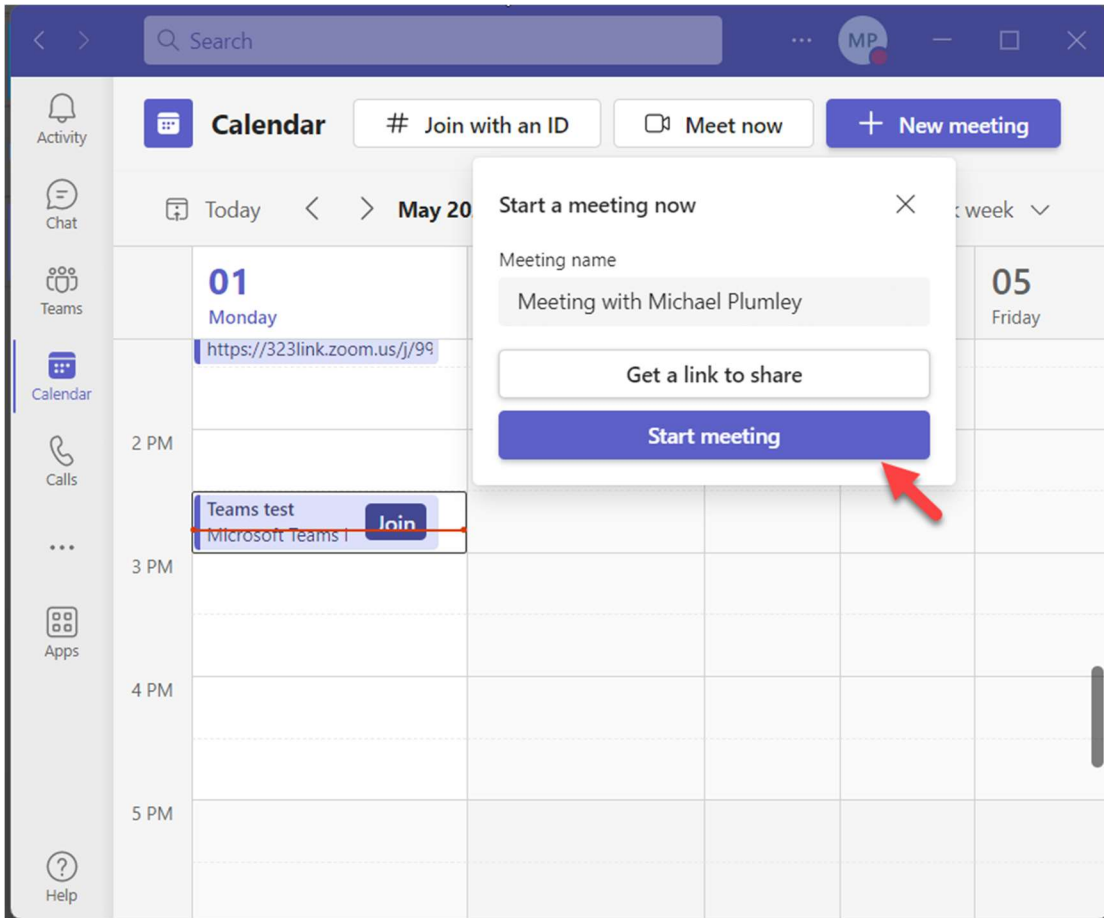 Search
MP
Activity
Chat
Teams
Calendar
Calls
Apps
Help
Calendar
# Join with an ID
Meet now
+ New meeting
Today
May 20
week
Start a meeting now
Meeting name
Meeting with Michael Plumley
Get a link to share
Start meeting
01
Monday
05
Friday
https://323link.zoom.us/j/99
2 PM
Teams test
Microsoft Teams
Join
3 PM
4 PM
5 PM